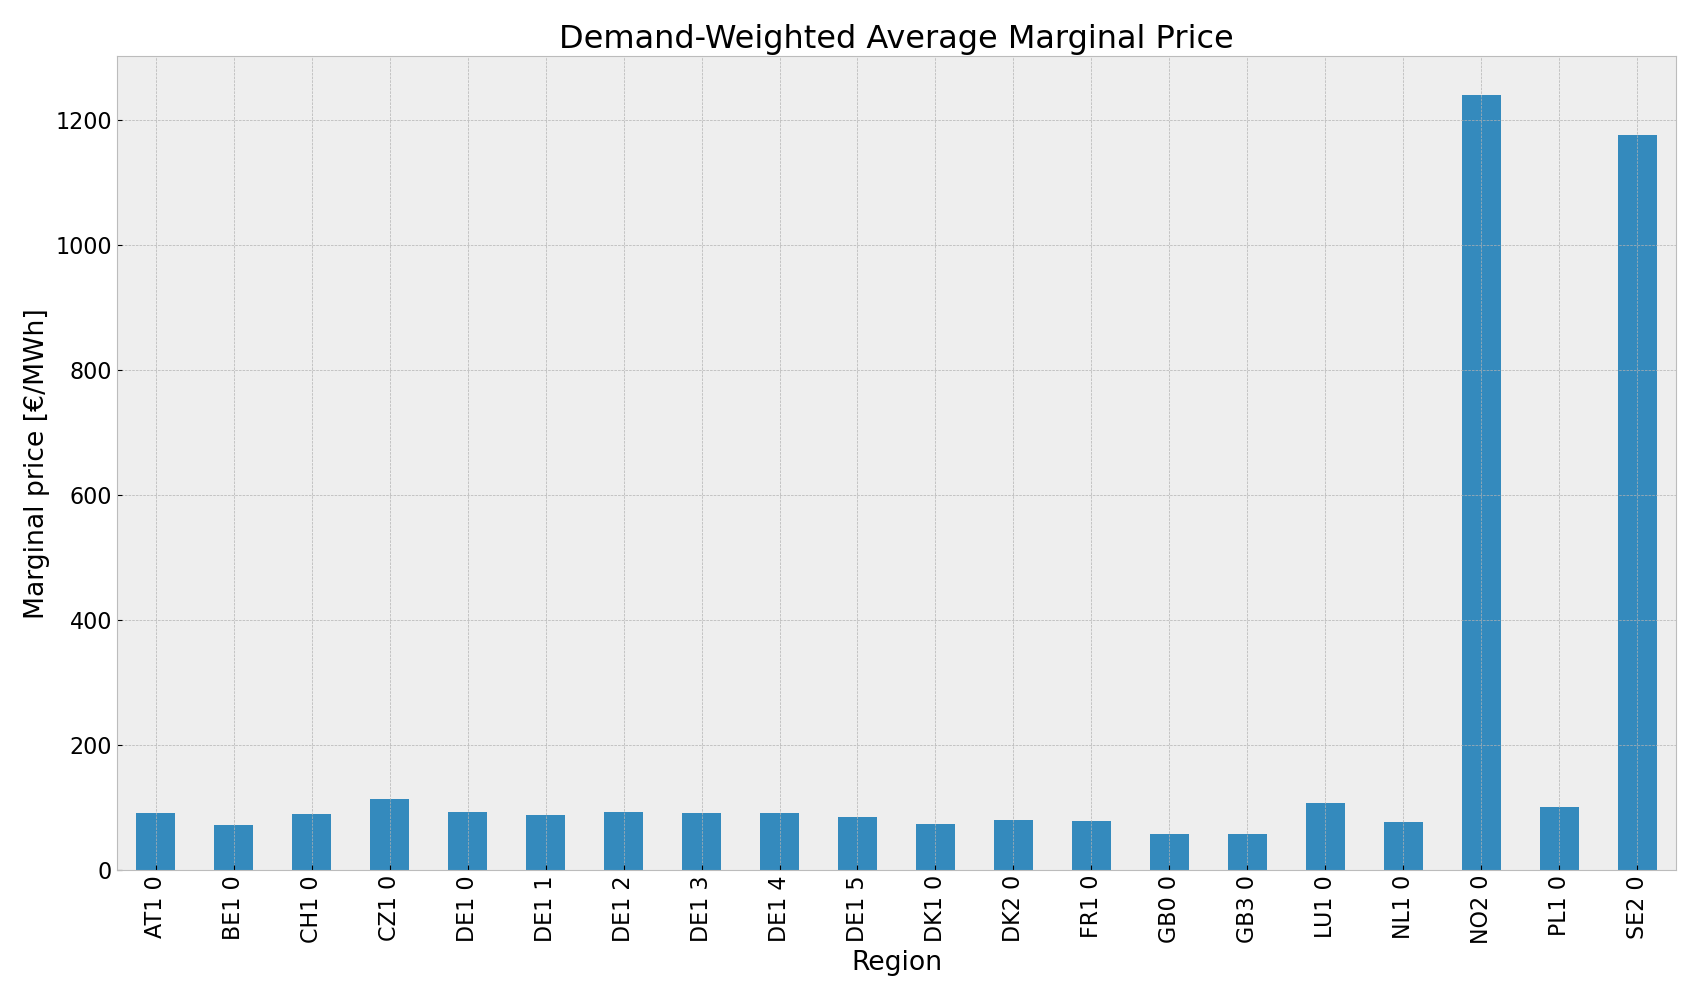 Demand-Weighted Average Marginal Price
Marginal price [€/MWh]
1200
1000
800
600
400
200
0
AT1 0
BE1 0
CH1 0
CZ1 0
DE1 0
DE1 1
DE1 2
DE1 3
DE1 4
DE1 5
DK1 0
DK2 0
FR1 0
GB0 0
GB3 0
LU1 0
NL1 0
NO2 0
PL1 0
SE2 0
Region